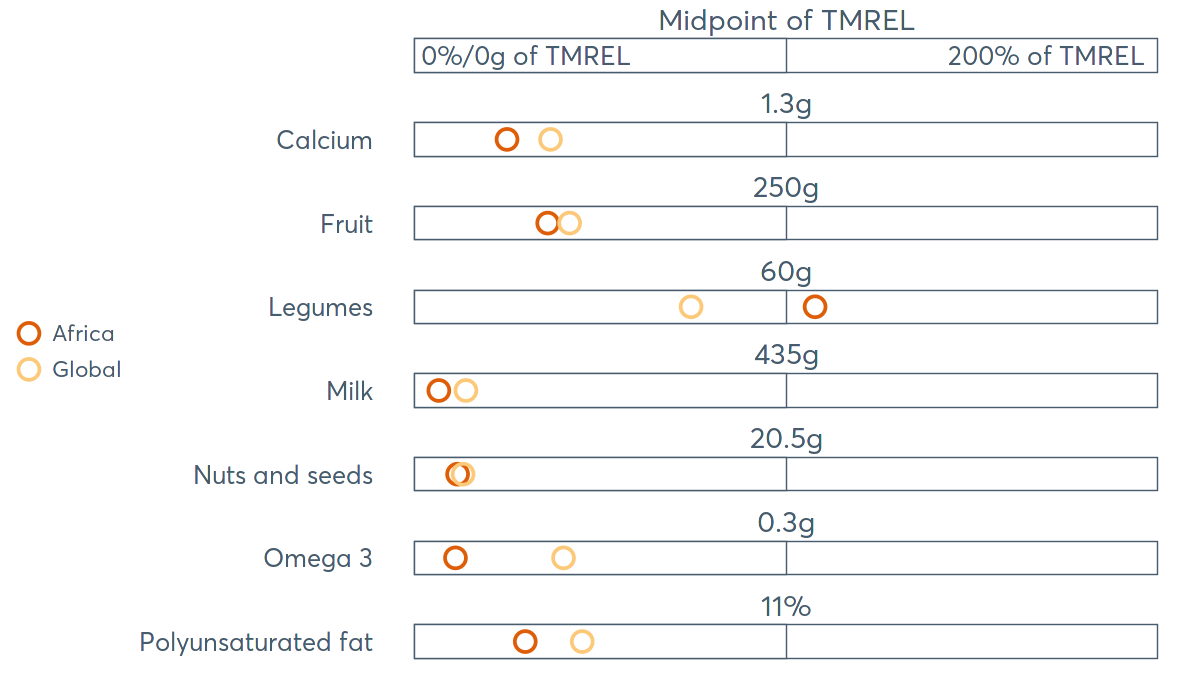 Midpoint of TMREL
0%/0g of TMREL
200% of TMREL
1.3g
Calcium
250g
Fruit
60g
Legumes
Africa
Global
435g
Milk
20.5g
Nuts and seeds
0.3g
Omega 3
11%
Polyunsaturated fat